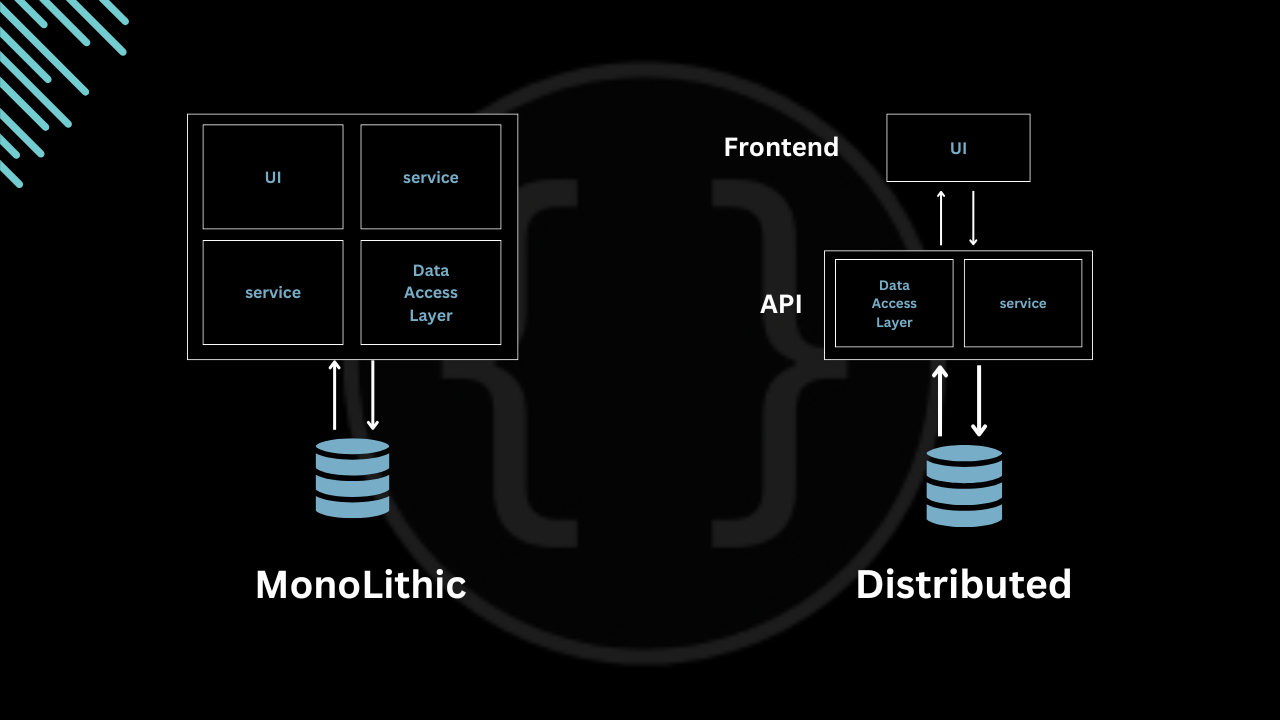 UI
service
service
Data
Access
Layer
MonoLithic
Frontend
UI
API
Data
Access
Layer
service
Distributed